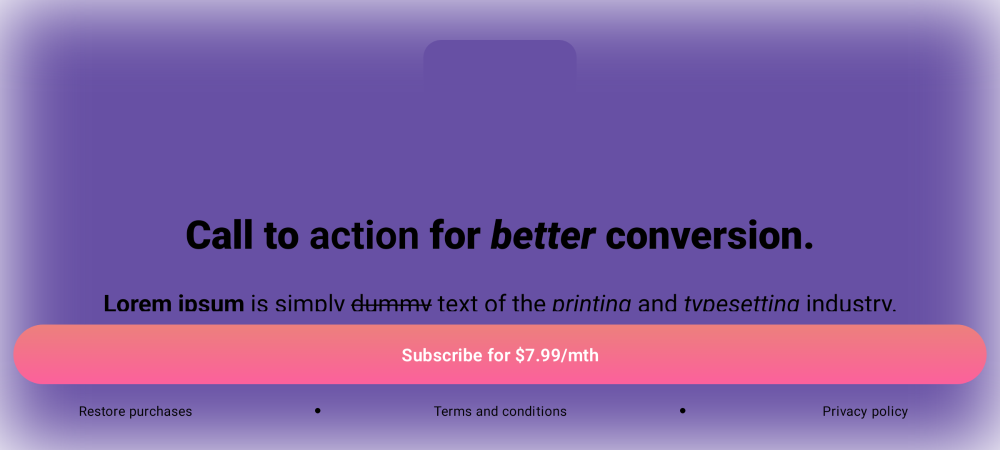 Call to action for better conversion.
Lorem ipsum is simply dummy text of the printing and typesetting industry.
Subscribe for $7.99/mth
Restore purchases • Terms and conditions • Privacy policy